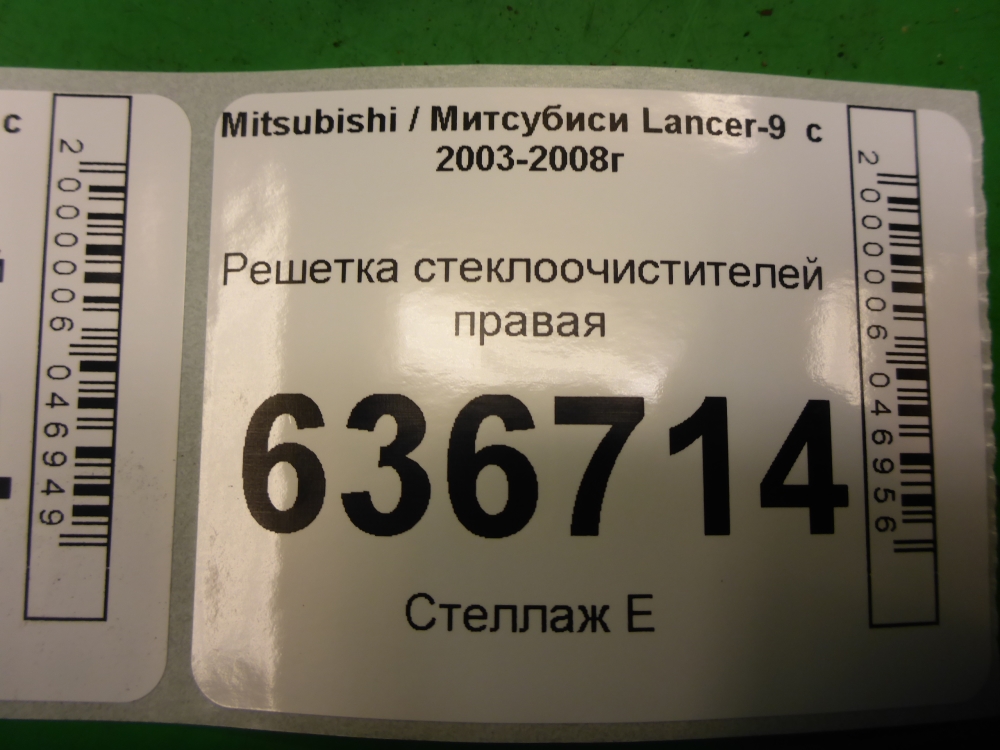 с
2 000006 046949
Mitsubishi / Митсубиси Lancer-9 с
2003-2008г
Решетка стеклоочистителей
правая
636714
Стеллаж Е
2 000006 046956